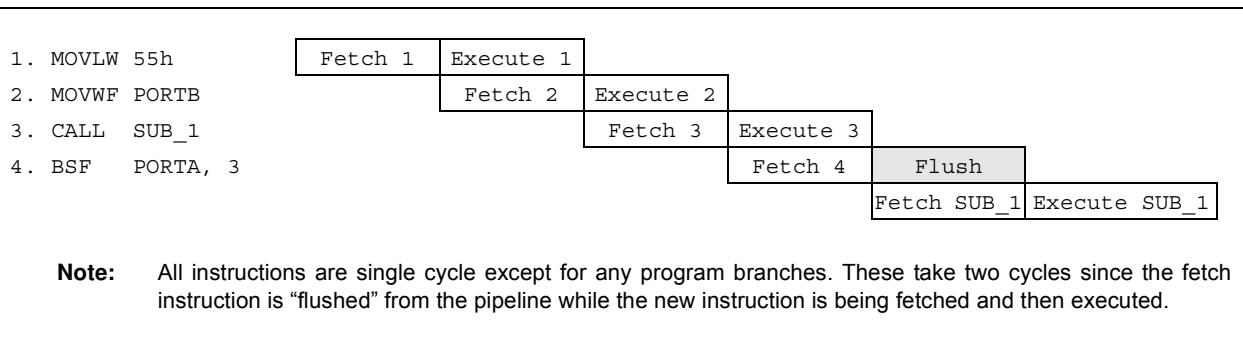 1. MOVLW 55h Fetch 1 Execute 1
2. MOVWF PORTB Fetch 2 Execute 2
3. CALL SUB_1 Fetch 3 Execute 3
4. BSF PORTA, 3 Fetch 4 Flush
Fetch SUB_1 Execute SUB_1
Note: All instructions are single cycle except for any program branches. These take two cycles since the fetch
instruction is “flushed” from the pipeline while the new instruction is being fetched and then executed.